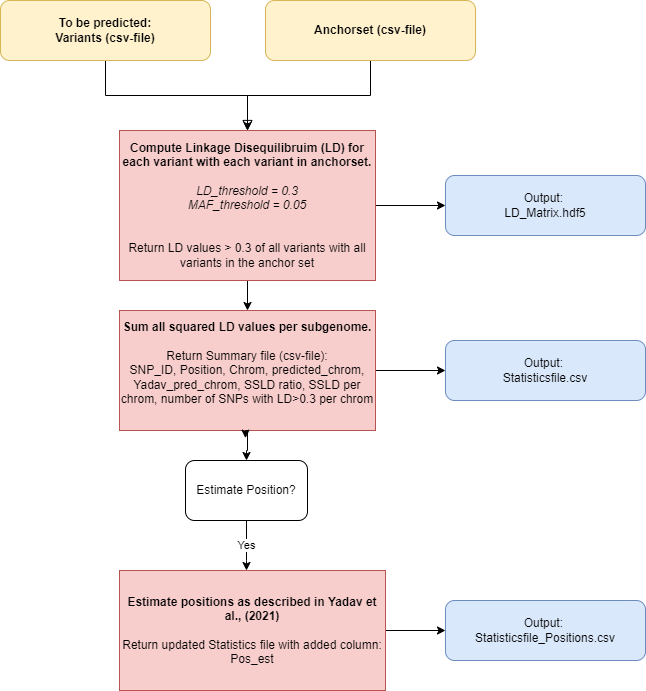 To be predicted:
Variants (csv-file)
Anchorset (csv-file)
Compute Linkage Disequilibruim (LD) for
each variant with each variant in anchorset.
LD_threshold = 0.3
MAF_threshold = 0.05
Return LD values > 0.3 of all variants with all
variants in the anchor set
Output:
LD_Matrix.hdf5
Sum all squared LD values per subgenome.
Return Summary file (csv-file):
SNP_ID, Position, Chrom, predicted_chrom,
Yadav_pred_chrom, SSLD ratio, SSLD per
chrom, number of SNPs with LD>0.3 per chrom
Output:
Statisticsfile.csv
Estimate Position?
Yes
Estimate positions as described in Yadav et
al., (2021)
Return updated Statistics file with added column:
Pos_est
Output:
Statisticsfile_Positions.csv